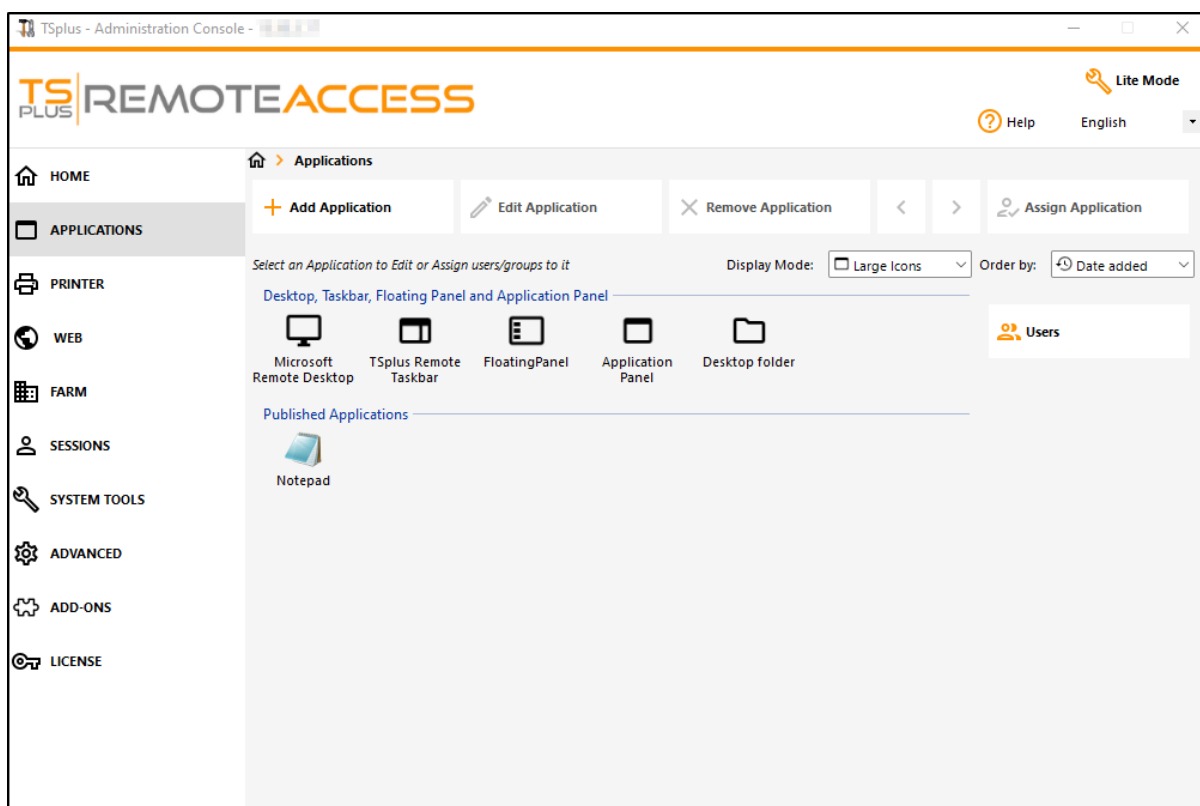 TSplus - Administration Console -
TS PLUS REMOTEACCESS
Lite Mode
Help English
HOME
APPLICATIONS
PRINTER
WEB
FARM
SESSIONS
SYSTEM TOOLS
ADVANCED
ADD-ONS
LICENSE
Applications
Add Application Edit Application Remove Application Assign Application
Select an Application to Edit or Assign users/groups to it Display Mode: Large Icons Order by: Date added
Desktop, Taskbar, Floating Panel and Application Panel
Microsoft Remote Desktop
TSplus Remote Taskbar
FloatingPanel
Application Panel
Desktop folder
Users
Published Applications
Notepad